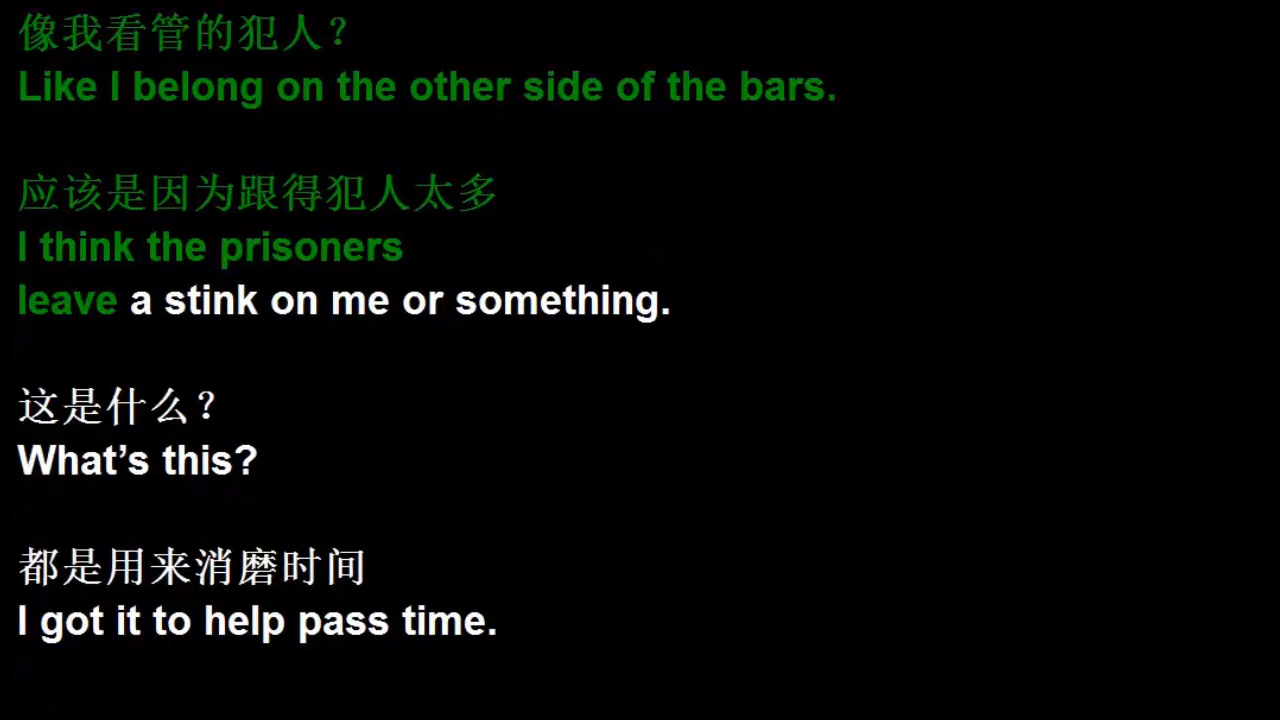 像我看管的犯人？
Like I belong on the other side of the bars.
应该是因为跟得犯人太多
I think the prisoners
leave a stink on me or something.
这是什么？
What’s this?
都是用来消磨时间
I got it to help pass time.